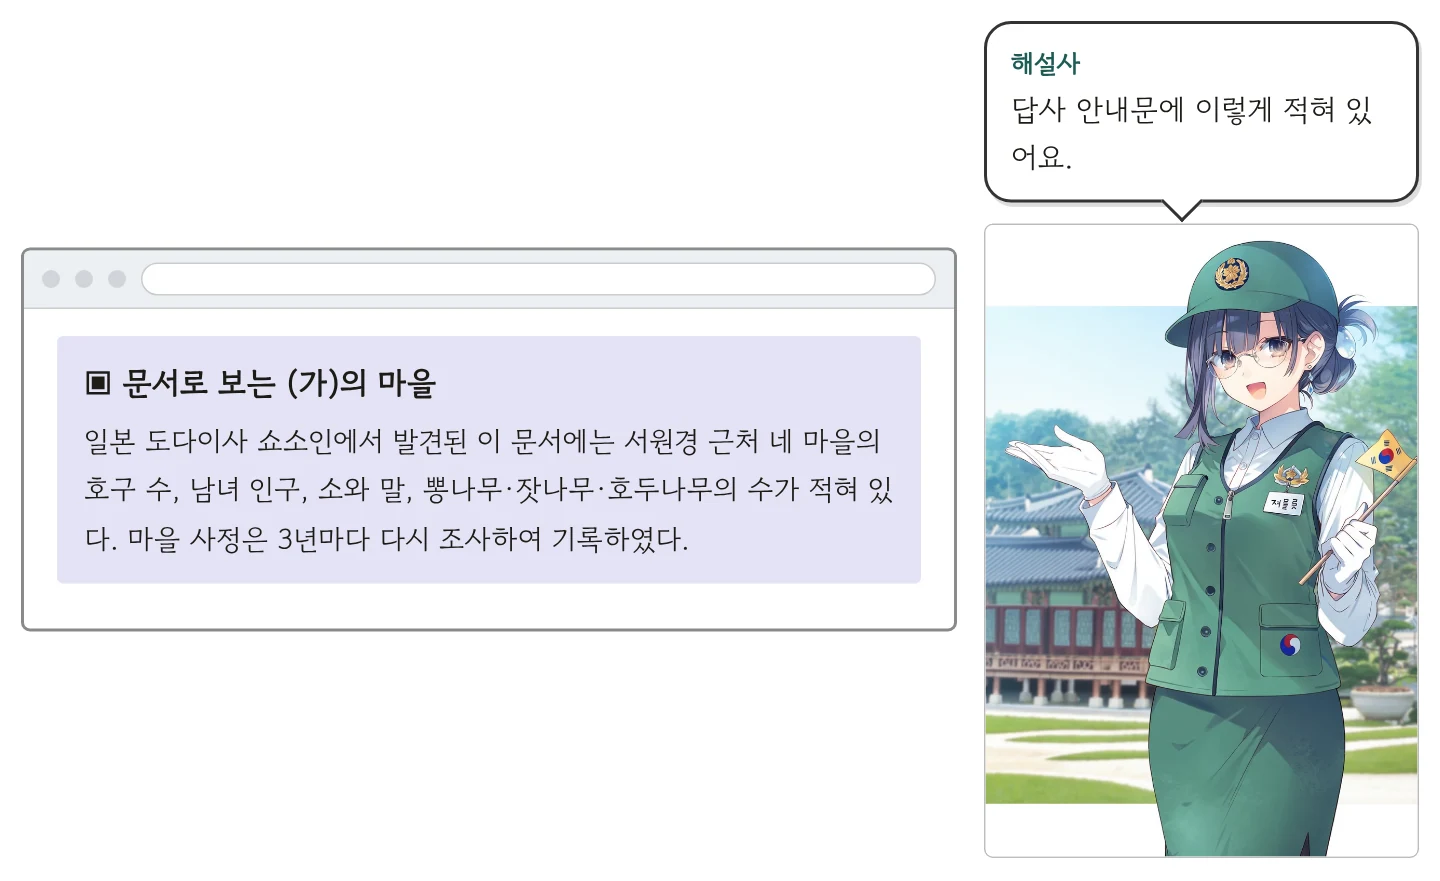 해설사
답사 안내문에 이렇게 적혀 있
어요.
▣ 문서로 보는 (가)의 마을
일본 도다이사 쇼소인에서 발견된 이 문서에는 서원경 근처 네 마을의
호구 수, 남녀 인구, 소와 말, 뽕나무·잣나무·호두나무의 수가 적혀 있
다. 마을 사정은 3년마다 다시 조사하여 기록하였다.